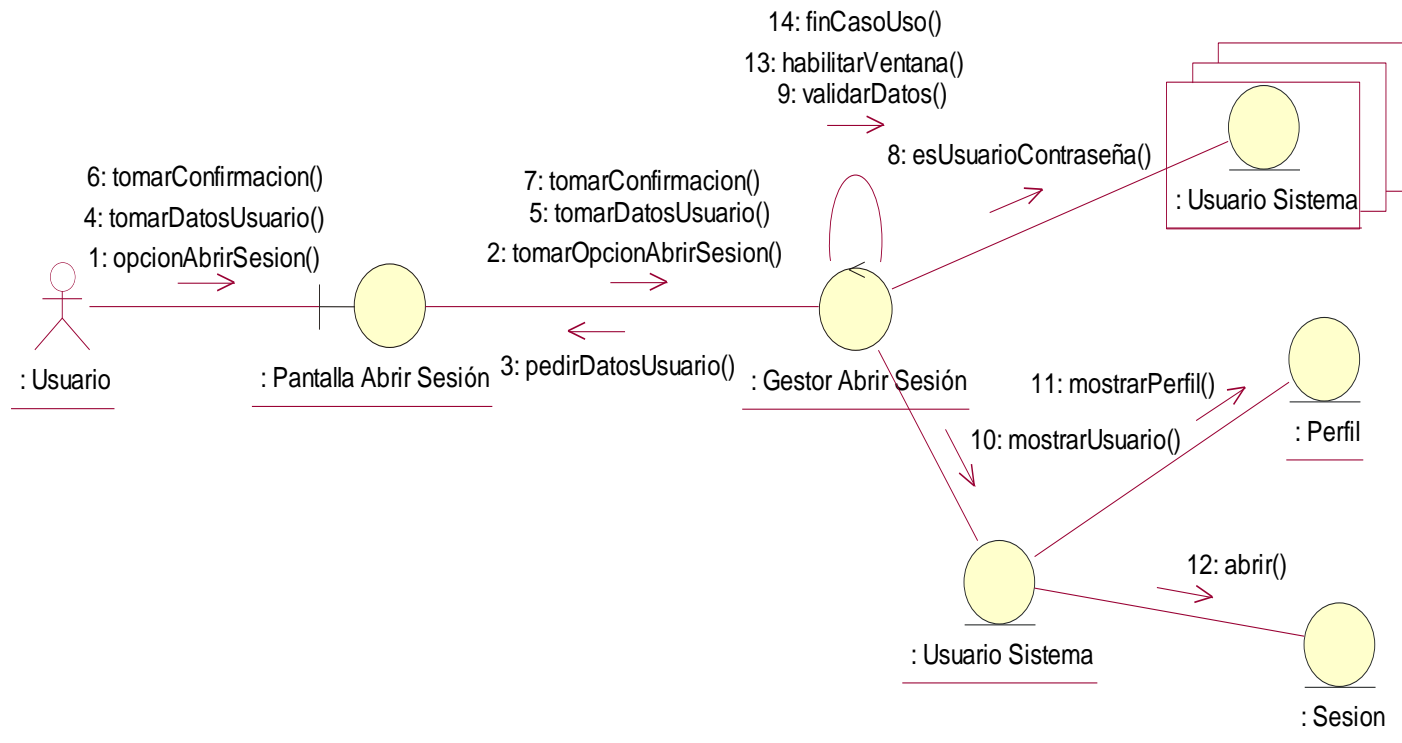 14: finCasoUso()
13: habilitarVentana()
9: validarDatos()
8: esUsuarioContraseña()
: Usuario Sistema
6: tomarConfirmacion()
4: tomarDatosUsuario()
1: opcionAbrirSesion()
7: tomarConfirmacion()
5: tomarDatosUsuario()
2: tomarOpcionAbrirSesion()
3: pedirDatosUsuario()
: Usuario
: Pantalla Abrir Sesión
: Gestor Abrir Sesión
11: mostrarPerfil()
10: mostrarUsuario()
: Perfil
12: abrir()
: Usuario Sistema
: Sesion